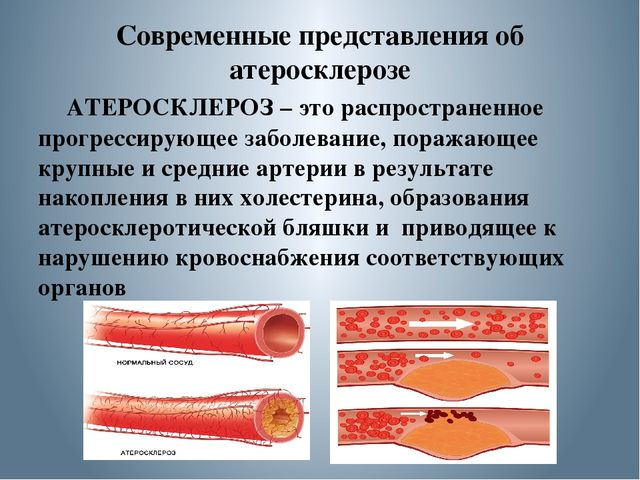 Современные представления об
атеросклерозе
АТЕРОСКЛЕРОЗ – это распространенное
прогрессирующее заболевание, поражающее
крупные и средние артерии в результате
накопления в них холестерина, образования
атеросклеротической бляшки и приводящее к
нарушению кровоснабжения соответствующих
органов
НОРМАЛЬНЫЙ СОСУД
АТЕРОСКЛЕРОЗ